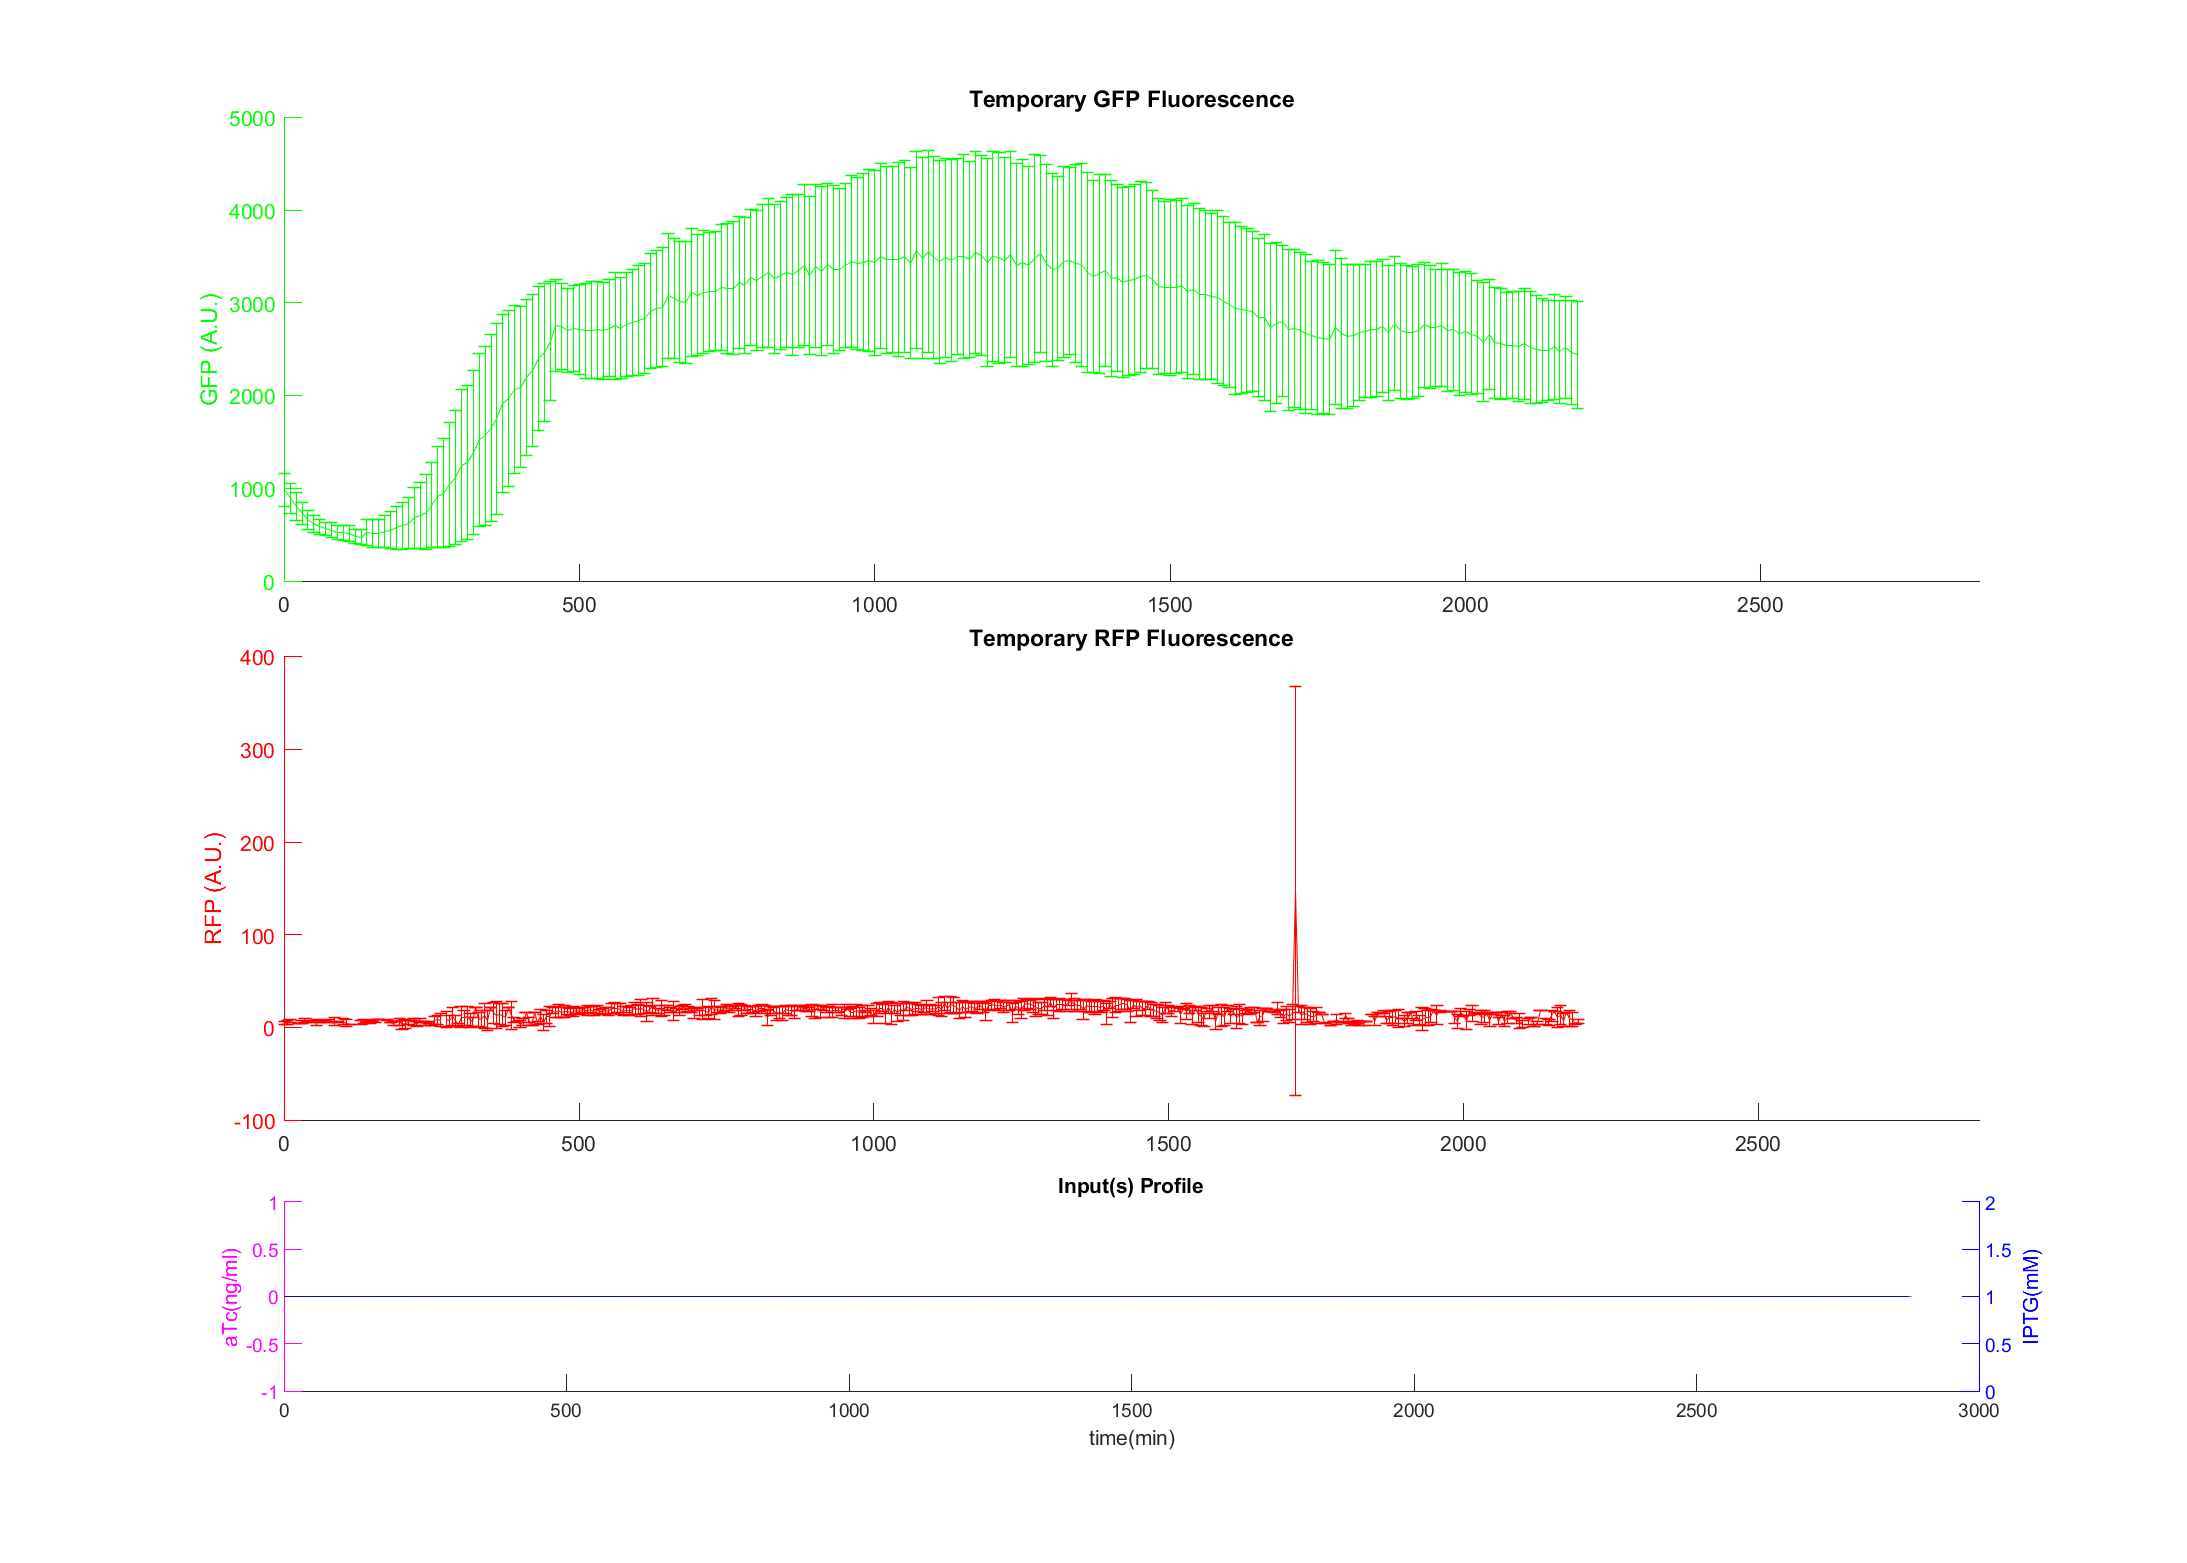 Temporary GFP Fluorescence
GFP (A.U.)
5000
4000
3000
2000
1000
0
0 500 1000 1500 2000 2500
Temporary RFP Fluorescence
RFP (A.U.)
400
300
200
100
0
-100
0 500 1000 1500 2000 2500
Input(s) Profile
aTc(ng/ml)
1
0.5
0
-0.5
-1
2
1.5
1
0.5
0
IPTG(mM)
0 500 1000 1500 2000 2500 3000
time(min)